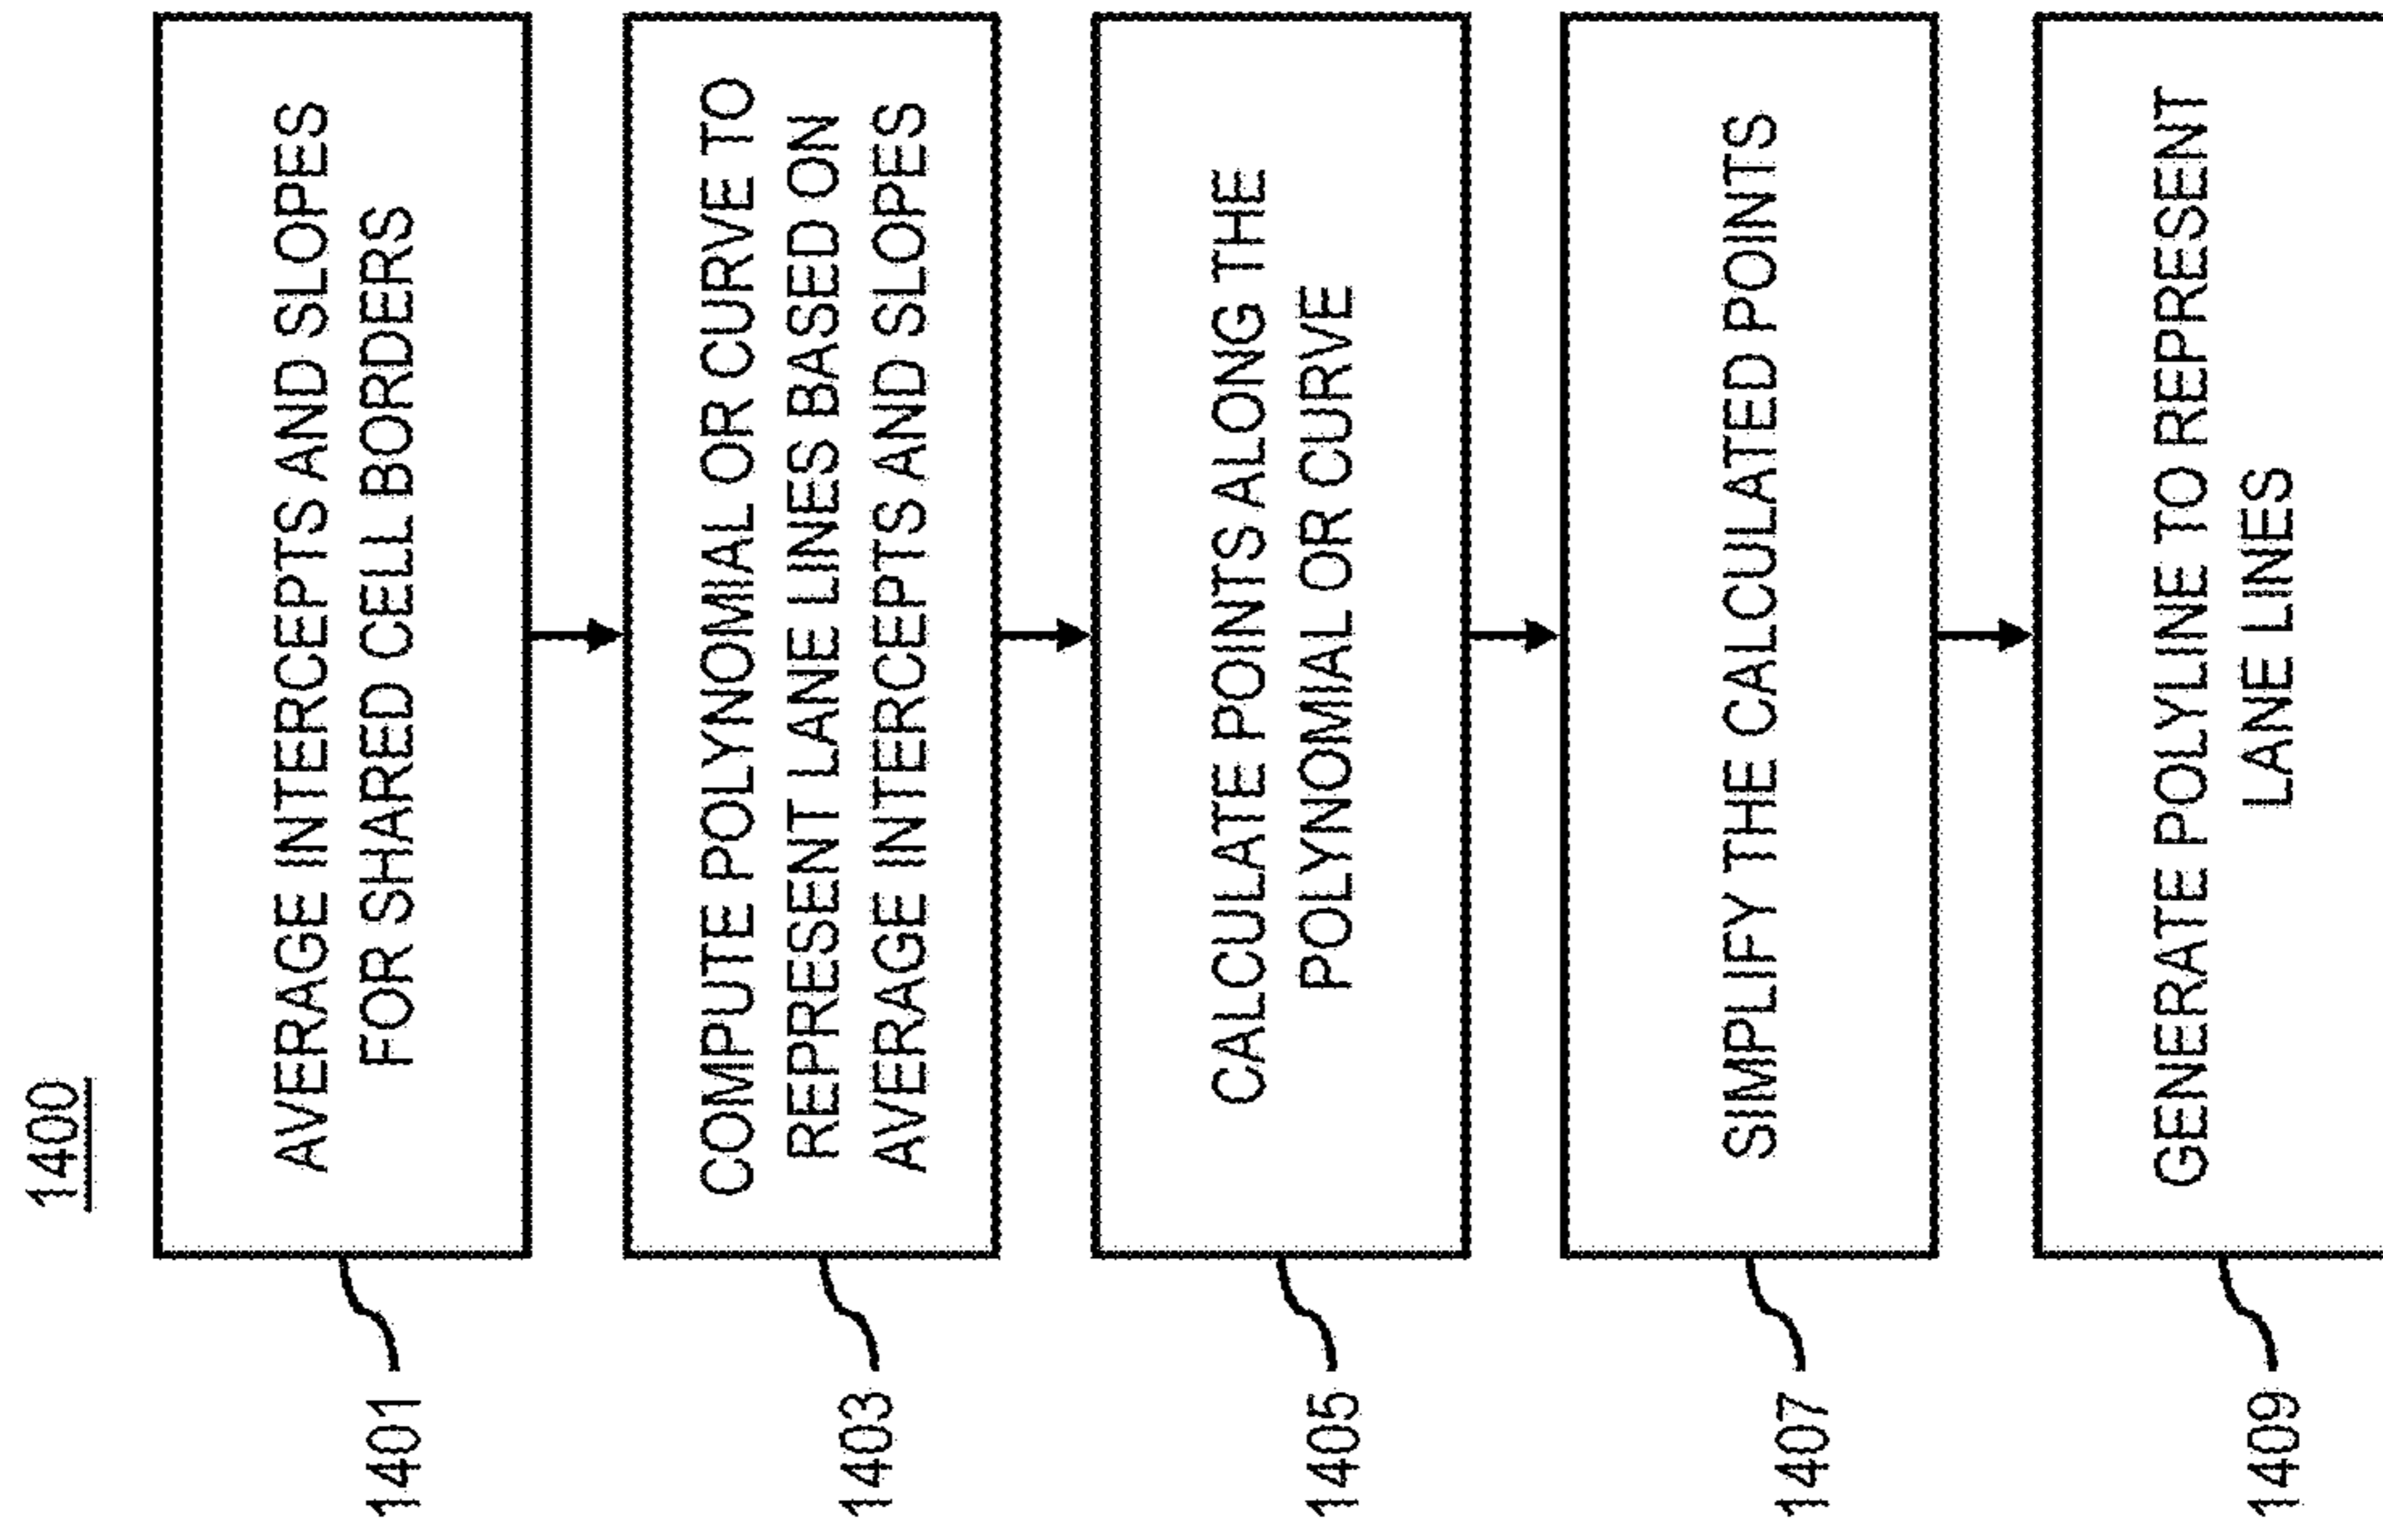 1400
1401
AVERAGE INTERCEPTS AND SLOPES
FOR SHARED CELL BORDERS
1403
COMPUTE POLYNOMIAL OR CURVE TO
REPRESENT LANE LINES BASED ON
AVERAGE INTERCEPTS AND SLOPES
1405
CALCULATE POINTS ALONG THE
POLYNOMIAL OR CURVE
1407
SIMPLIFY THE CALCULATED POINTS
1409
GENERATE POLYLINE TO REPRESENT
LANE LINES